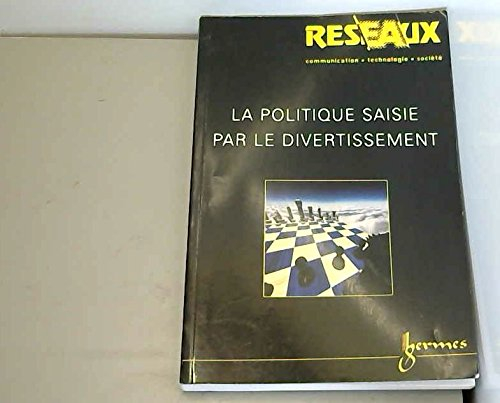 RESEAUX
communication • technologie • société
LA POLITIQUE SAISIE
PAR LE DIVERTISSEMENT
hermes